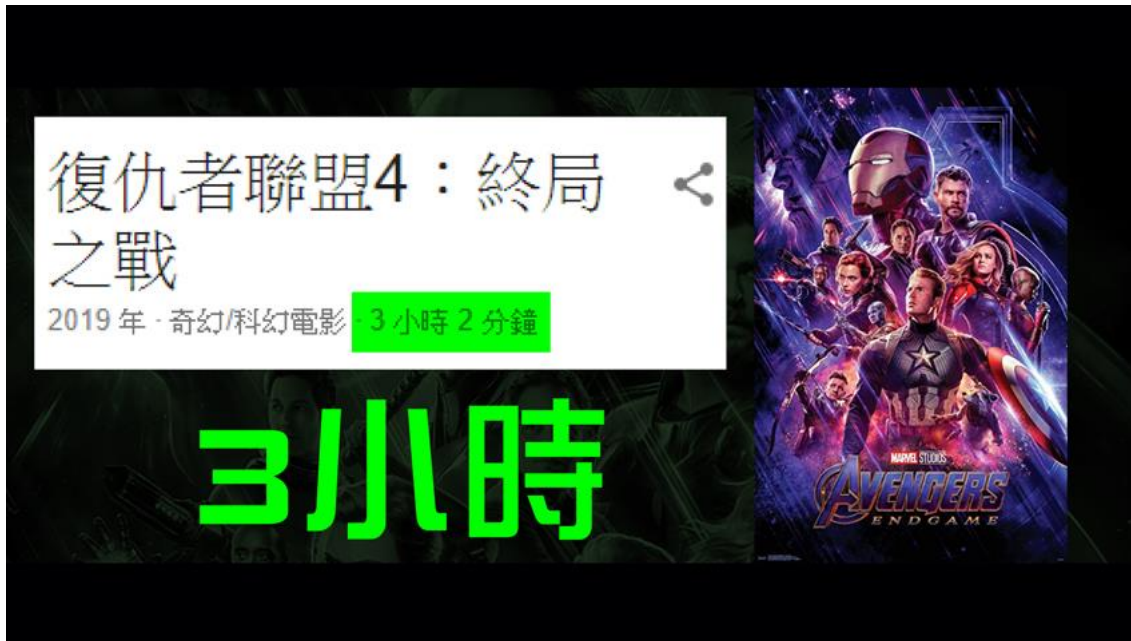 復仇者聯盟4：終局
之戰
2019 年 · 奇幻/科幻電影 · 3 小時 2 分鐘
3小時
MARVEL STUDIOS
AVENGERS
ENDGAME